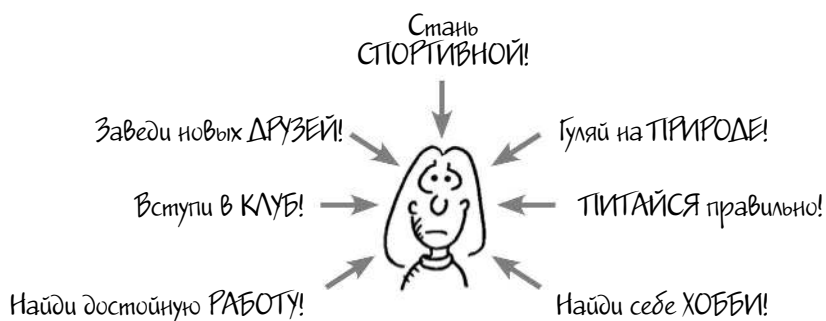 Стань
СПОРТИВНОЙ!
Заведи новых ДРУЗЕЙ!
Гуляй на ПРИРОДЕ!
Вступи в КЛУБ!
ПИТАЙСЯ правильно!
Найди достойную РАБОТУ!
Найди себе ХОББИ!